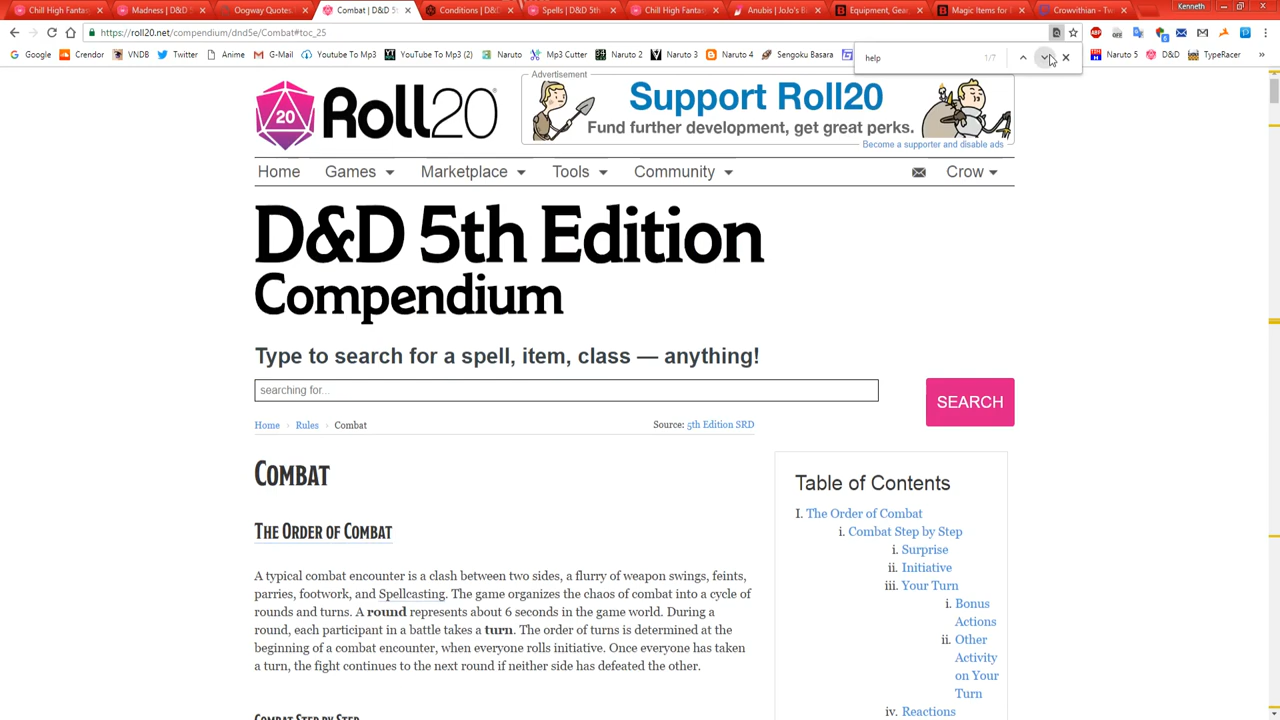 Chill High Fantas
Madness | D&D 5
Oogway Quotes
Combat | D&D 5t
Conditions | D&D
Spells | D&D 5th
Chill High Fantas
Anubis | JoJo's B
Equipment, Gea
Magic Items for
Crowvithian - Tw
Kenneth
https://roll20.net/compendium/dnd5e/Combat#toc_25
Google
Crendor
VNDB
Twitter
Anime
G-Mail
Youtube To Mp3
YouTube To Mp3 (2)
Naruto
Mp3 Cutter
Naruto 2
Naruto 3
Naruto 4
Sengoku Basara
Naruto 5
D&D
TypeRacer
help
1/7
Advertisement
20
Roll20
Support Roll20
Fund further development, get great perks.
Become a supporter and disable ads
Home
Games
Marketplace
Tools
Community
Crow
D&D 5th Edition
Compendium
Type to search for a spell, item, class — anything!
searching for...
SEARCH
Home › Rules › Combat
Source: 5th Edition SRD
COMBAT
THE ORDER OF COMBAT
A typical combat encounter is a clash between two sides, a flurry of weapon swings, feints,
parries, footwork, and Spellcasting. The game organizes the chaos of combat into a cycle of
rounds and turns. A round represents about 6 seconds in the game world. During a
round, each participant in a battle takes a turn. The order of turns is determined at the
beginning of a combat encounter, when everyone rolls initiative. Once everyone has taken
a turn, the fight continues to the next round if neither side has defeated the other.
COMBAT STEP BY STEP
Table of Contents
I. The Order of Combat
i. Combat Step by Step
i. Surprise
ii. Initiative
iii. Your Turn
i. Bonus
Actions
ii. Other
Activity
on Your
Turn
iv. Reactions